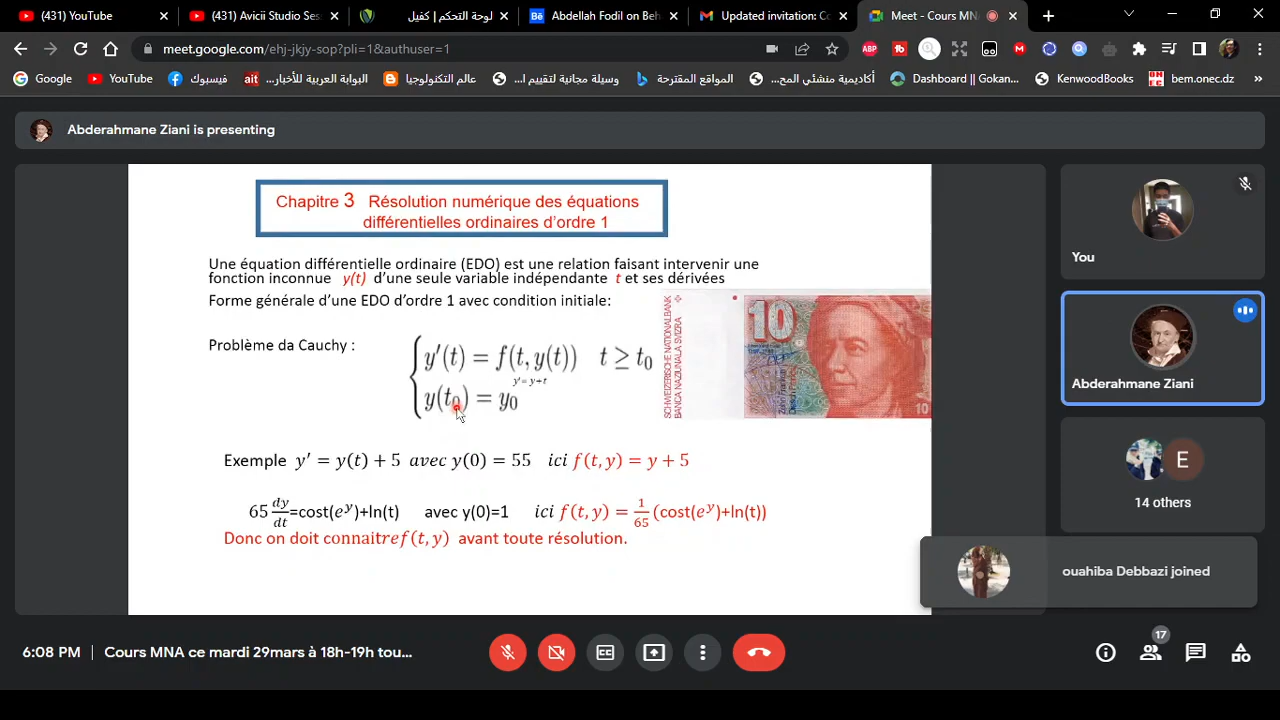 (431) YouTube
(431) Avicii Studio Ses
لوحة التحكم | كفيل
Abdellah Fodil on Beh
Updated invitation: Co
Meet - Cours MN
meet.google.com/ehj-jkjy-sop?pli=1&authuser=1
Google
YouTube
فيسبوك
البوابة العربية للأخبار...
عالم التكنولوجيا
وسيلة مجانية لتقييم ا...
المواقع المقترحة
أكاديمية منشئي المح...
Dashboard || Gokan...
KenwoodBooks
bem.onec.dz
Abderahmane Ziani is presenting
Chapitre 3 Résolution numérique des équations
différentielles ordinaires d'ordre 1
Une équation différentielle ordinaire (EDO) est une relation faisant intervenir une
fonction inconnue y(t) d'une seule variable indépendante t et ses dérivées
Forme générale d'une EDO d'ordre 1 avec condition initiale:
Problème da Cauchy :
y′(t) = f(t, y(t)) t ≥ t0
y′= y+t
y(t0) = y0
SCHWEIZERISCHE NATIONALBANK
BANCA NAZIUNALA SVIZRA
10
10
Exemple y′ = y(t) + 5 avec y(0) = 55 ici f(t, y) = y + 5
65 dy/dt=cost(e^y)+ln(t) avec y(0)=1 ici f(t, y) = 1/65 (cost(e^y)+ln(t))
Donc on doit connaitref(t, y) avant toute résolution.
You
Abderahmane Ziani
E
14 others
ouahiba Debbazi joined
6:08 PM | Cours MNA ce mardi 29mars à 18h-19h tou...
CC
17